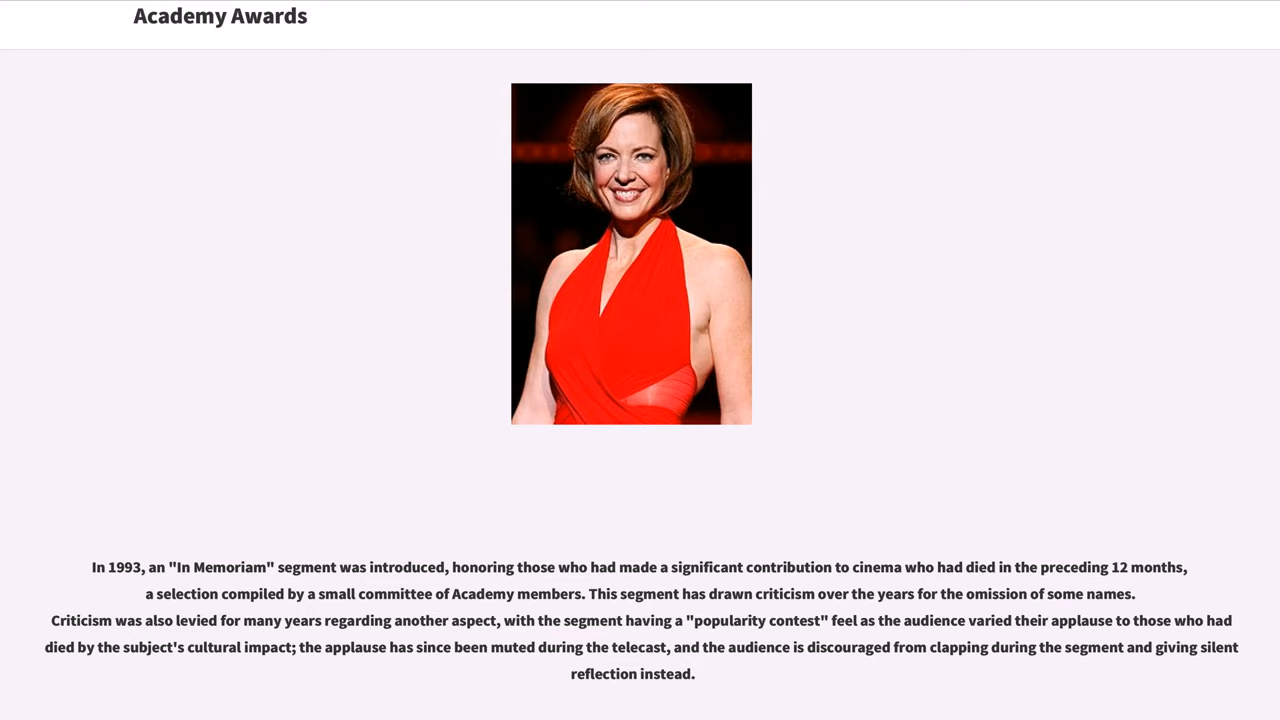 Academy Awards
In 1993, an "In Memoriam" segment was introduced, honoring those who had made a significant contribution to cinema who had died in the preceding 12 months,
a selection compiled by a small committee of Academy members. This segment has drawn criticism over the years for the omission of some names.
Criticism was also levied for many years regarding another aspect, with the segment having a "popularity contest" feel as the audience varied their applause to those who had
died by the subject's cultural impact; the applause has since been muted during the telecast, and the audience is discouraged from clapping during the segment and giving silent
reflection instead.